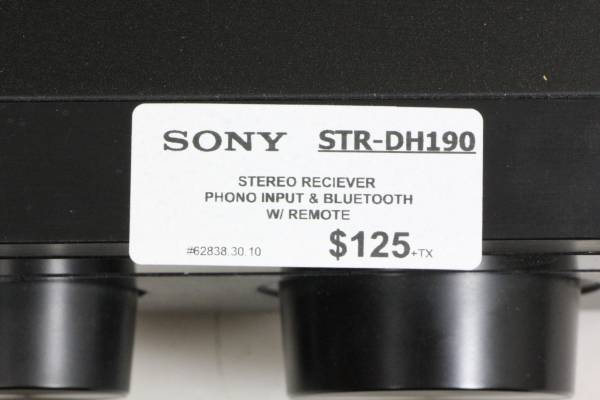 SONY STR-DH190
STEREO RECIEVER
PHONO INPUT & BLUETOOTH
W/ REMOTE
#62838.30.10 $125+TX